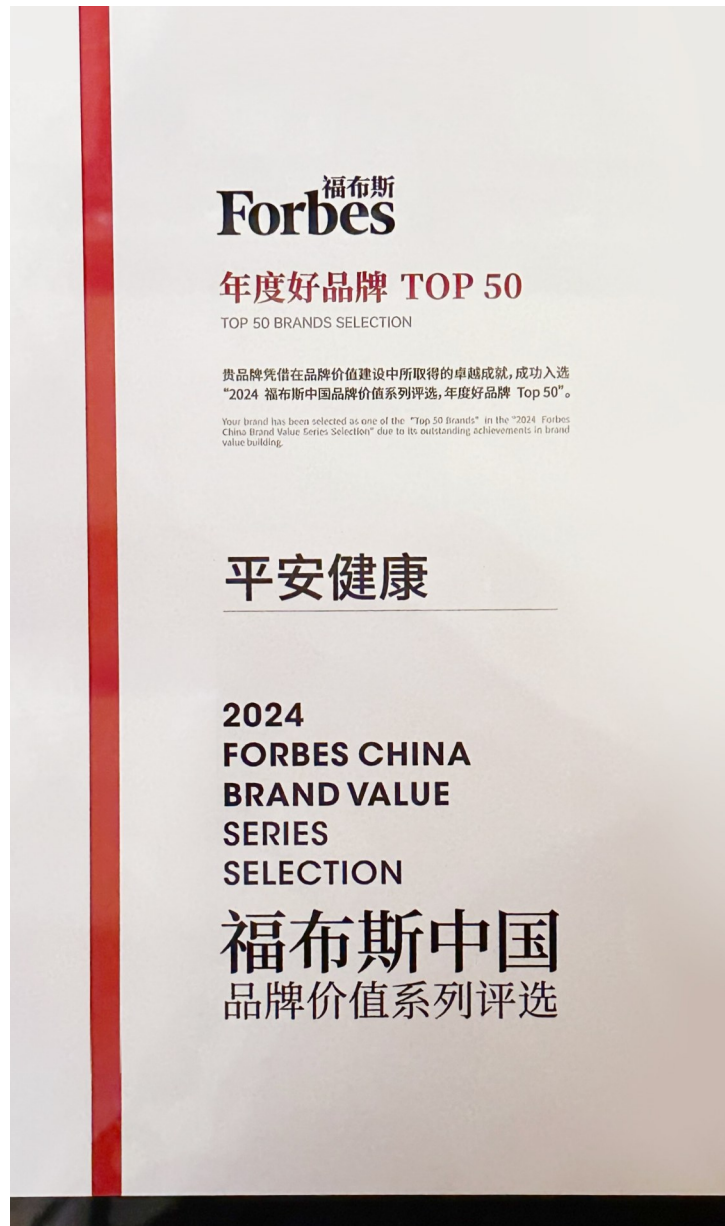 福布斯
Forbes
年度好品牌 TOP 50
TOP 50 BRANDS SELECTION
贵品牌凭借在品牌价值建设中所取得的卓越成就，成功入选
“2024 福布斯中国品牌价值系列评选，年度好品牌 Top 50”。
Your brand has been selected as one of the "Top 50 Brands" in the "2024 Forbes
China Brand Value Series Selection" due to its outstanding achievements in brand
value building.
平安健康
2024
FORBES CHINA
BRAND VALUE
SERIES
SELECTION
福布斯中国
品牌价值系列评选